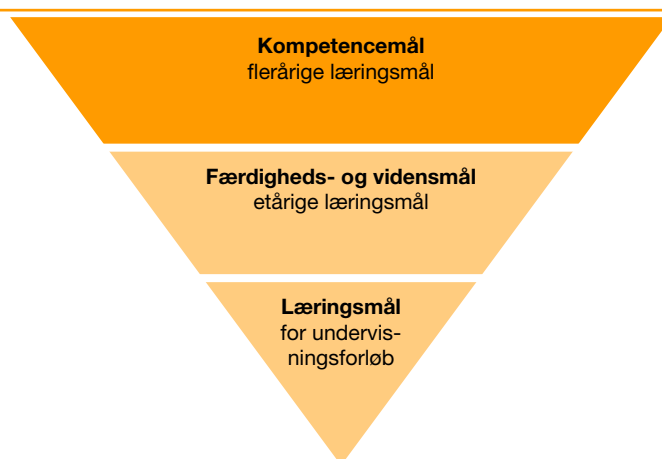 Kompetencemål
flerårige læringsmål
Færdigheds- og vidensmål
etårige læringsmål
Læringsmål
for undervis-
ningsforløb